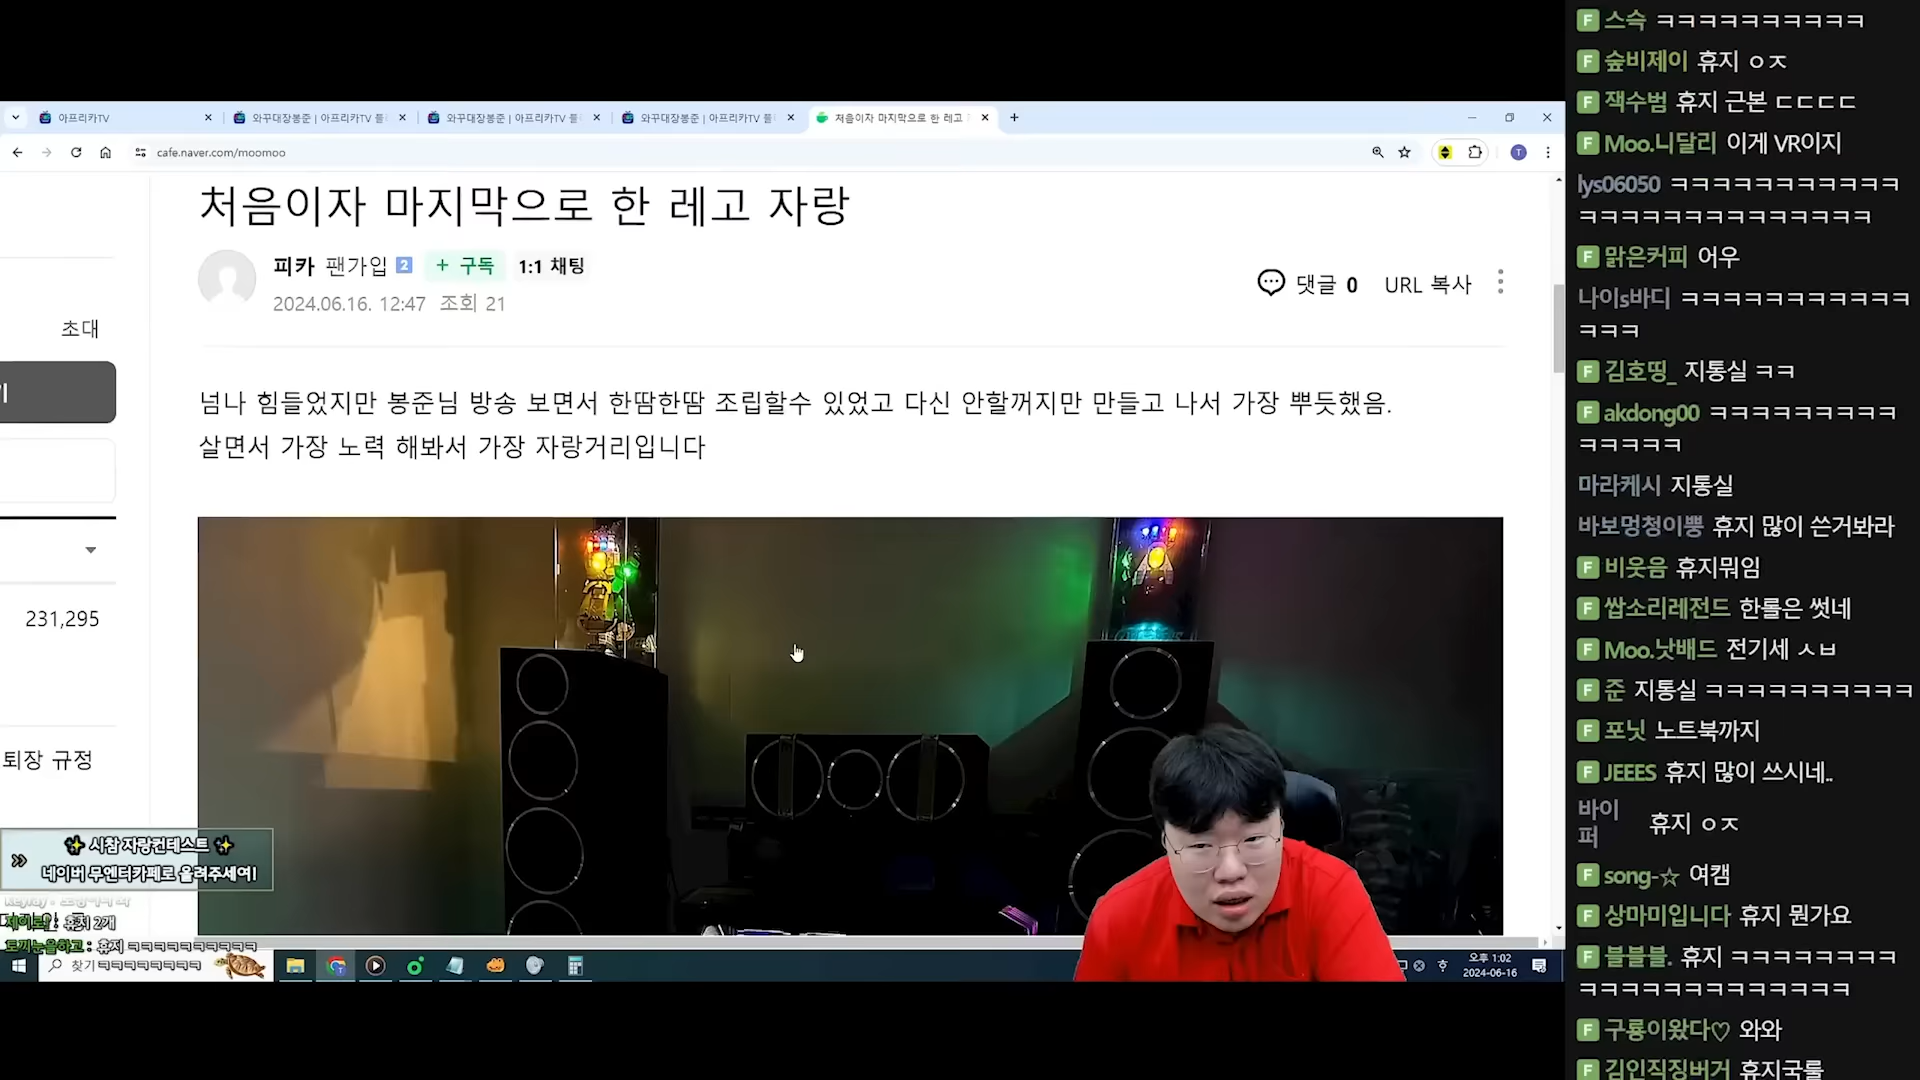 아프리카TV
와꾸대장봉준 | 아프리카TV 플
와꾸대장봉준 | 아프리카TV 플
와꾸대장봉준 | 아프리카TV 플
처음이자 마지막으로 한 레고
cafe.naver.com/moomoo
T
초대
231,295
퇴장 규정
처음이자 마지막으로 한 레고 자랑
피카 팬가입 2 + 구독 1:1 채팅
2024.06.16. 12:47 조회 21
댓글 0 URL 복사
넘나 힘들었지만 봉준님 방송 보면서 한땀한땀 조립할수 있었고 다신 안할꺼지만 만들고 나서 가장 뿌듯했음.
살면서 가장 노력 해봐서 가장 자랑거리입니다
시참 자랑컨테스트
네이버 무엔터카페로 올려주세여!
휴지 2개
토끼눈을하고 : 휴지 ㅋㅋㅋㅋㅋㅋㅋㅋㅋㅋ
ㅋㅋㅋㅋㅋㅋㅋㅋ
찾기
오후 1:02
2024-06-16
F 스슥 ㅋㅋㅋㅋㅋㅋㅋㅋㅋㅋ
F 숲비제이 휴지 ㅇㅈ
F 잭수범 휴지 근본 ㄷㄷㄷㄷ
F Moo.니달리 이게 VR이지
lys06050 ㅋㅋㅋㅋㅋㅋㅋㅋㅋㅋㅋ
ㅋㅋㅋㅋㅋㅋㅋㅋㅋㅋㅋㅋㅋㅋ
F 맑은커피 어우
나이s바디 ㅋㅋㅋㅋㅋㅋㅋㅋㅋㅋㅋ
ㅋㅋㅋ
F 김호띵_ 지통실 ㅋㅋ
F akdong00 ㅋㅋㅋㅋㅋㅋㅋㅋㅋ
ㅋㅋㅋㅋㅋ
마라케시 지통실
바보멍청이뿡 휴지 많이 쓴거봐라
F 비웃음 휴지뭐임
F 쌉소리레전드 한롤은 썻네
F Moo.낫배드 전기세 ㅅㅂ
F 준 지통실 ㅋㅋㅋㅋㅋㅋㅋㅋㅋㅋ
F 포닛 노트북까지
F JEEES 휴지 많이 쓰시네..
바이퍼 휴지 ㅇㅈ
F song-☆ 여캠
F 상마미입니다 휴지 뭔가요
F 블블블. 휴지 ㅋㅋㅋㅋㅋㅋㅋㅋ
ㅋㅋㅋㅋㅋㅋㅋㅋㅋㅋㅋㅋㅋ
F 구룡이왔다♡ 와와
F 김인직징버거 휴지국룰